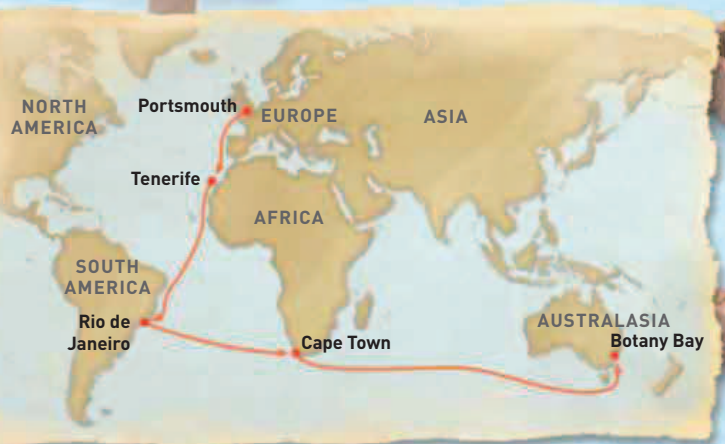 NORTH
AMERICA
Portsmouth
EUROPE
ASIA
Tenerife
AFRICA
SOUTH
AMERICA
Rio de
Janeiro
Cape Town
AUSTRALASIA
Botany Bay